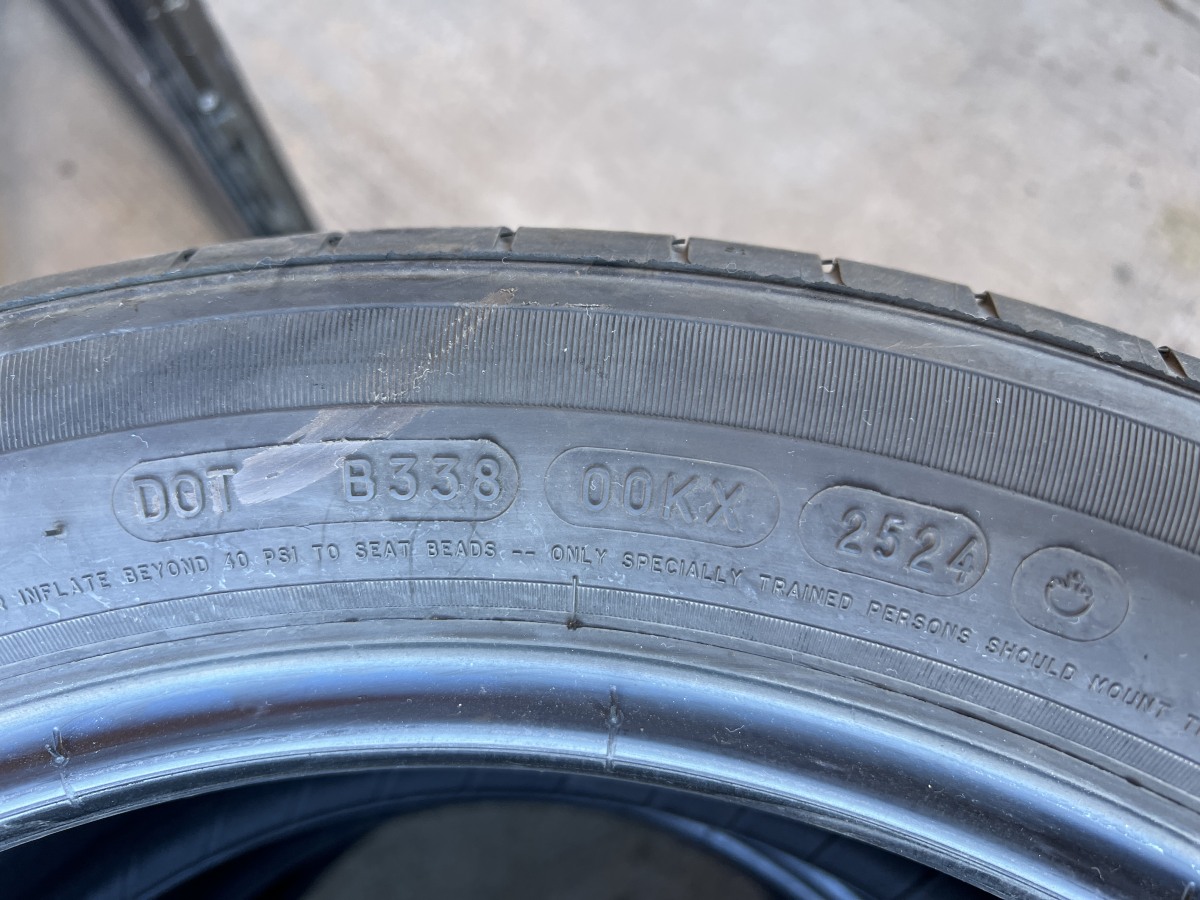 DOT B338 00KX 2524
INFLATE BEYOND 40 PSI TO SEAT BEADS -- ONLY SPECIALLY TRAINED PERSONS SHOULD MOUNT